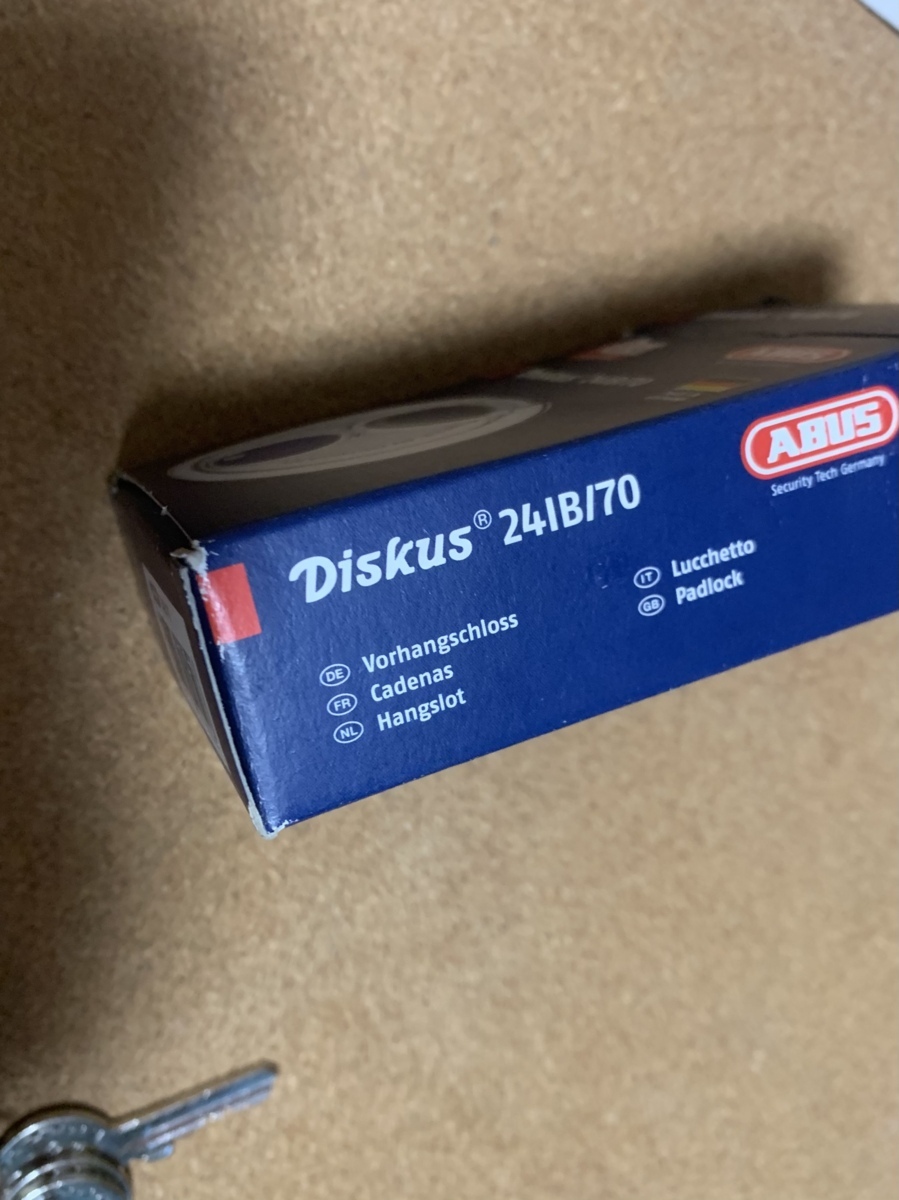 ABUS
Security Tech Germany
Diskus® 24IB/70
DE Vorhangschloss
FR Cadenas
NL Hangslot
IT Lucchetto
GB Padlock